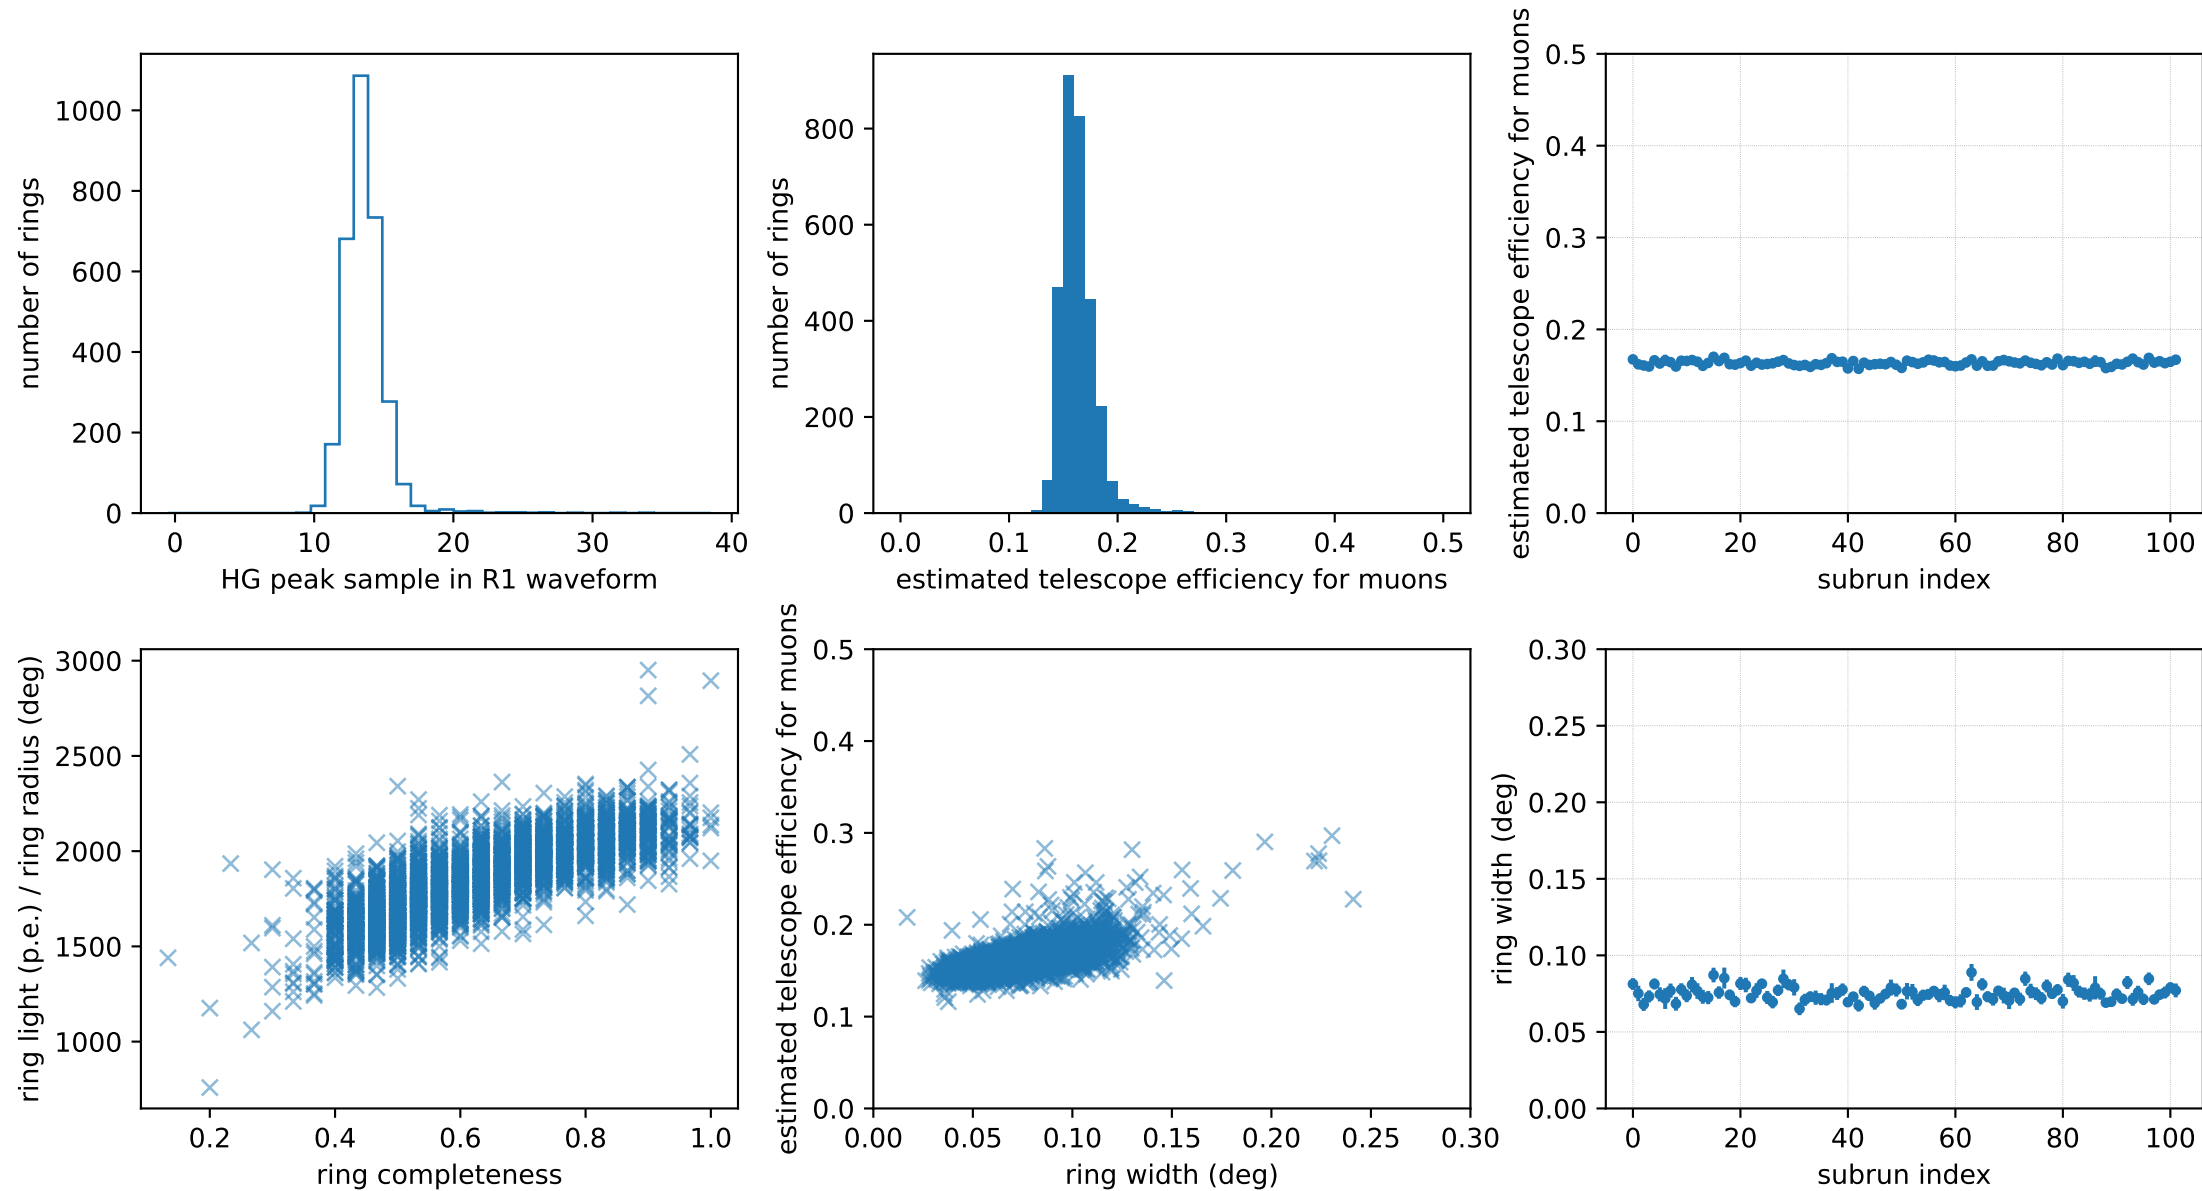 number of rings
1000
800
600
400
200
0
0 10 20 30 40
HG peak sample in R1 waveform
number of rings
800
600
400
200
0
0.0 0.1 0.2 0.3 0.4 0.5
estimated telescope efficiency for muons
estimated telescope efficiency for muons
0.5
0.4
0.3
0.2
0.1
0.0
0 20 40 60 80 100
subrun index
ring light (p.e.) / ring radius (deg)
3000
2500
2000
1500
1000
0.2 0.4 0.6 0.8 1.0
ring completeness
estimated telescope efficiency for muons
0.5
0.4
0.3
0.2
0.1
0.0
0.00 0.05 0.10 0.15 0.20 0.25 0.30
ring width (deg)
ring width (deg)
0.30
0.25
0.20
0.15
0.10
0.05
0.00
0 20 40 60 80 100
subrun index